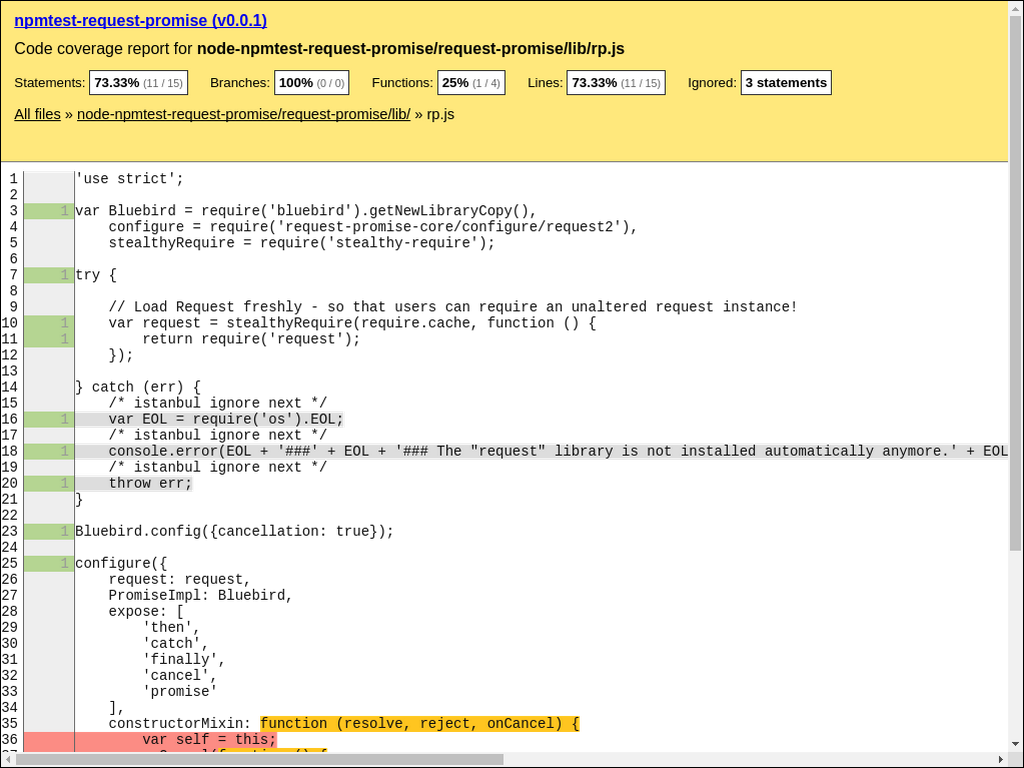 npmtest-request-promise (v0.0.1)
Code coverage report for node-npmtest-request-promise/request-promise/lib/rp.js
Statements: 73.33% (11 / 15) Branches: 100% (0 / 0) Functions: 25% (1 / 4) Lines: 73.33% (11 / 15) Ignored: 3 statements
All files » node-npmtest-request-promise/request-promise/lib/ » rp.js
1 'use strict';
2
3 1 var Bluebird = require('bluebird').getNewLibraryCopy(),
4 configure = require('request-promise-core/configure/request2'),
5 stealthyRequire = require('stealthy-require');
6
7 1 try {
8
9 // Load Request freshly - so that users can require an unaltered request instance!
10 1 var request = stealthyRequire(require.cache, function () {
11 1 return require('request');
12 });
13
14 } catch (err) {
15 /* istanbul ignore next */
16 1 var EOL = require('os').EOL;
17 /* istanbul ignore next */
18 1 console.error(EOL + '###' + EOL + '### The "request" library is not installed automatically anymore.' + EOL
19 /* istanbul ignore next */
20 1 throw err;
21 }
22
23 1 Bluebird.config({cancellation: true});
24
25 1 configure({
26 request: request,
27 PromiseImpl: Bluebird,
28 expose: [
29 'then',
30 'catch',
31 'finally',
32 'cancel',
33 'promise'
34 ],
35 constructorMixin: function (resolve, reject, onCancel) {
36 var self = this;